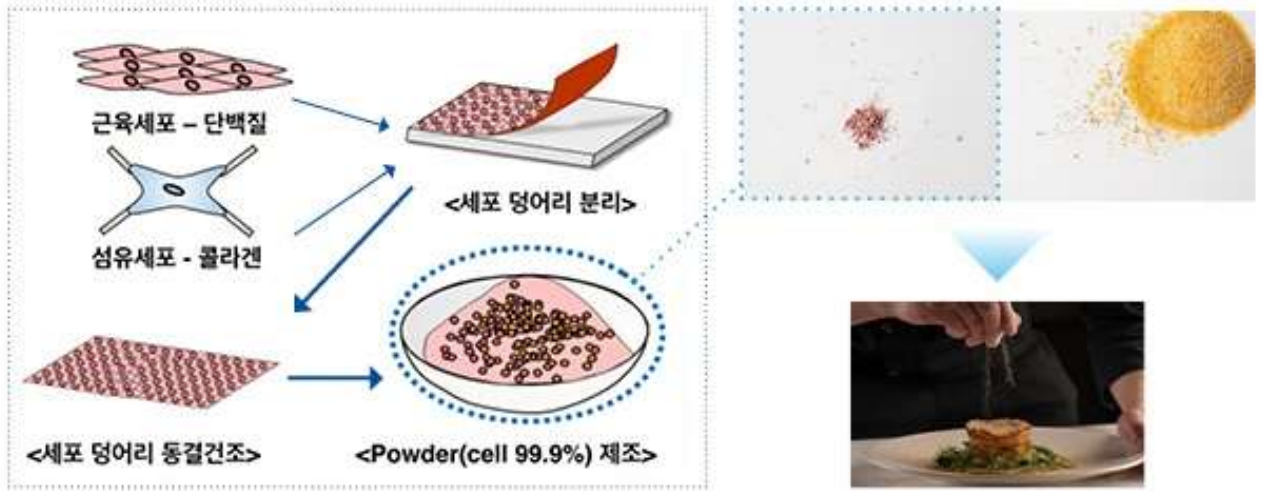 근육세포 – 단백질
섬유세포 - 콜라겐
<세포 덩어리 분리>
<세포 덩어리 동결건조>
<Powder(cell 99.9%) 제조>